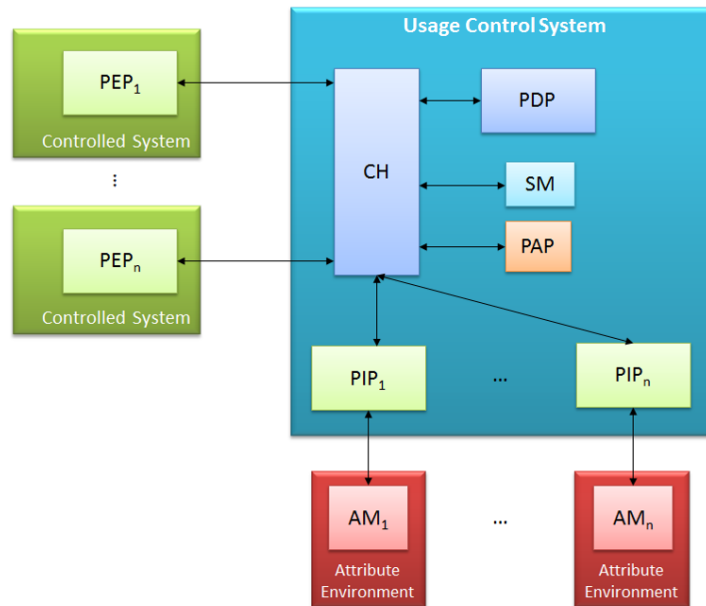 Usage Control System
PEP₁
Controlled System
...
PEPₙ
Controlled System
CH
PDP
SM
PAP
PIP₁
...
PIPₙ
AM₁
Attribute
Environment
...
AMₙ
Attribute
Environment